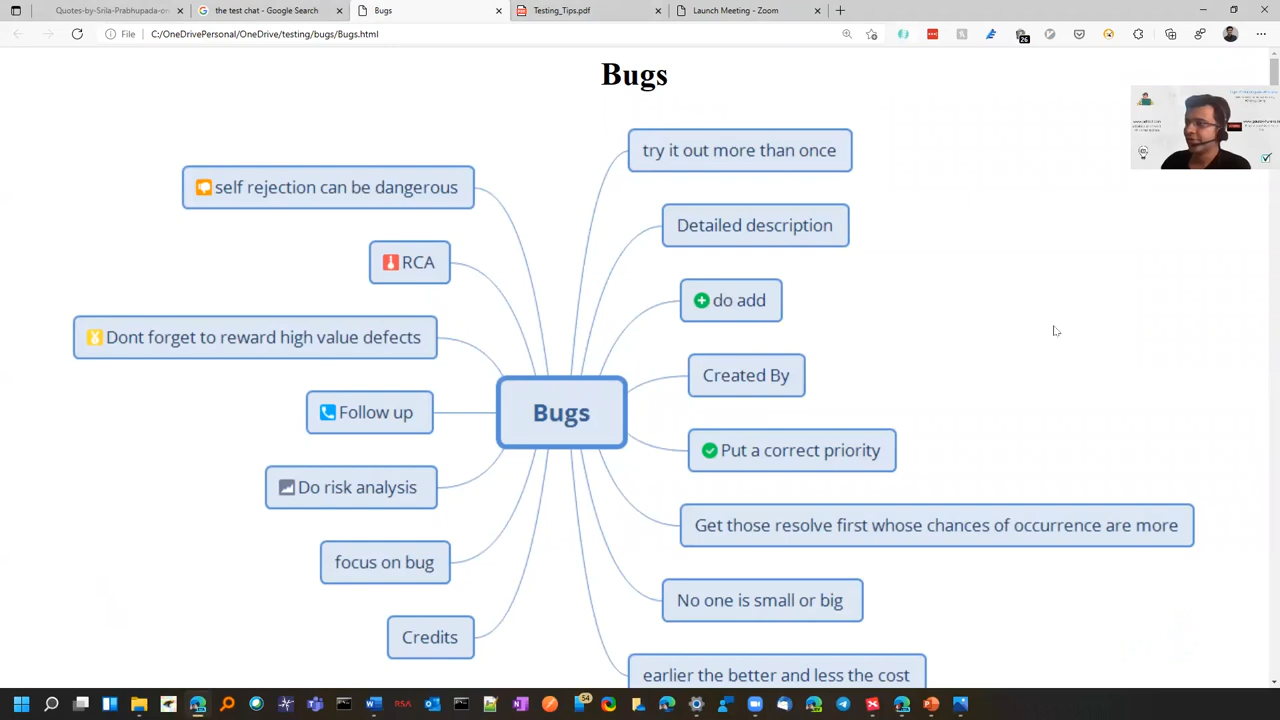 Quotes-by-Srila-Prabhupada-on
the test chat - Google Search
Bugs
Testing_Tips.pdf
Launch Meeting - Zoom
File
C:/OneDrivePersonal/OneDrive/testing/bugs/Bugs.html
26
Bugs
try it out more than once
self rejection can be dangerous
Detailed description
RCA
do add
Dont forget to reward high value defects
Created By
Bugs
Follow up
Put a correct priority
Do risk analysis
Get those resolve first whose chances of occurrence are more
focus on bug
No one is small or big
Credits
earlier the better and less the cost
RSA
54